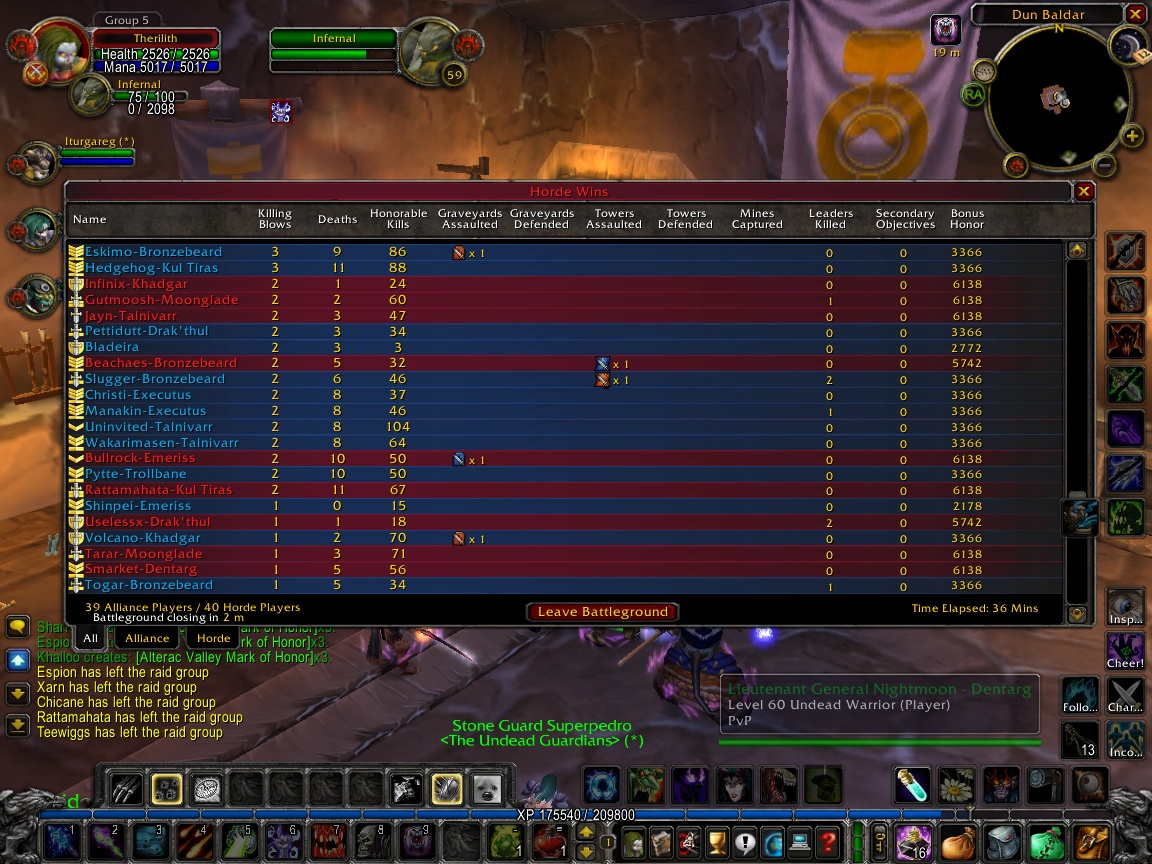 Group 5
Therilith
Health 2526 / 2526
Mana 5017 / 5017
Infernal
75 / 100
0 / 2098
Infernal
59
19 m
Dun Baldar
N
RA
Iturgareg (*)
Horde Wins
Name Killing Blows Deaths Honorable Kills Graveyards Assaulted Graveyards Defended Towers Assaulted Towers Defended Mines Captured Leaders Killed Secondary Objectives Bonus Honor
Eskimo-Bronzebeard 3 9 86 x 1 0 0 3366
Hedgehog-Kul Tiras 3 11 88 0 0 3366
Infinix-Khadgar 2 1 24 0 0 6138
Gutmoosh-Moonglade 2 2 60 1 0 6138
Jayn-Talnivarr 2 3 47 0 0 6138
Pettidutt-Drak'thul 2 3 34 0 0 3366
Bladeira 2 3 3 0 0 2772
Beachaes-Bronzebeard 2 5 32 x 1 0 0 5742
Slugger-Bronzebeard 2 6 46 x 1 2 0 3366
Christi-Executus 2 8 37 0 0 3366
Manakin-Executus 2 8 46 1 0 3366
Uninvited-Talnivarr 2 8 104 0 0 3366
Wakarimasen-Talnivarr 2 8 64 0 0 3366
Bullrock-Emeriss 2 10 50 x 1 0 0 6138
Pytte-Trollbane 2 10 50 0 0 3366
Rattamahata-Kul Tiras 2 11 67 0 0 6138
Shinpei-Emeriss 1 0 15 0 0 2178
Uselessx-Drak'thul 1 1 18 2 0 5742
Volcano-Khadgar 1 2 70 x 1 0 0 3366
Tarar-Moonglade 1 3 71 0 0 6138
Smarket-Dentarg 1 5 56 0 0 6138
Togar-Bronzebeard 1 5 34 1 0 3366
39 Alliance Players / 40 Horde Players
Battleground closing in 2 m
Leave Battleground
Time Elapsed: 36 Mins
All Alliance Horde
Khalloo creates: [Alterac Valley Mark of Honor]x3.
Espion has left the raid group
Xarn has left the raid group
Chicane has left the raid group
Rattamahata has left the raid group
Teewiggs has left the raid group
Stone Guard Superpedro
<The Undead Guardians> (*)
Lieutenant General Nightmoon - Dentarg
Level 60 Undead Warrior (Player)
PvP
Insp...
Cheer!
Follo... Char...
13 Inco...
XP 175540 / 209800
1 2 3 4 5 6 7 8 9 - = 1 1 1 16